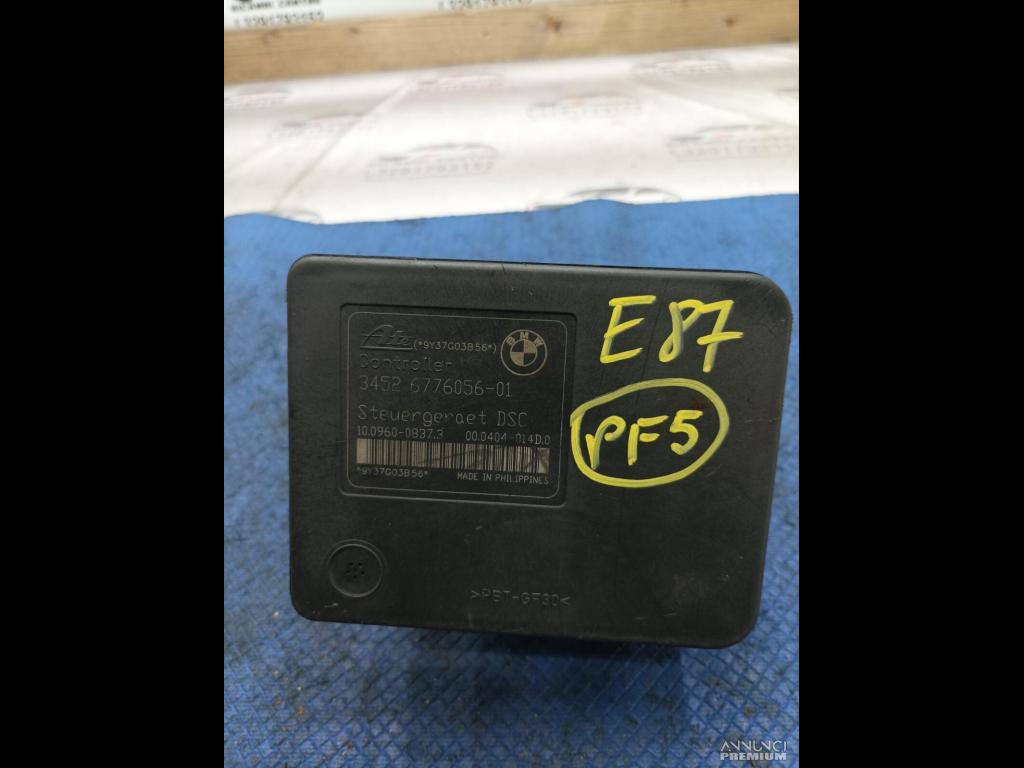 E87
PF5
Ate (*9Y37G03B56*)
BMW
Controller
3452 6776056-01
Steuergeraet DSC
10.0960-0837.3 00.0404-014D.0
*9Y37G03B56*
MADE IN PHILIPPINES
>PBT-GF30<
ANNUNCI
PREMIUM